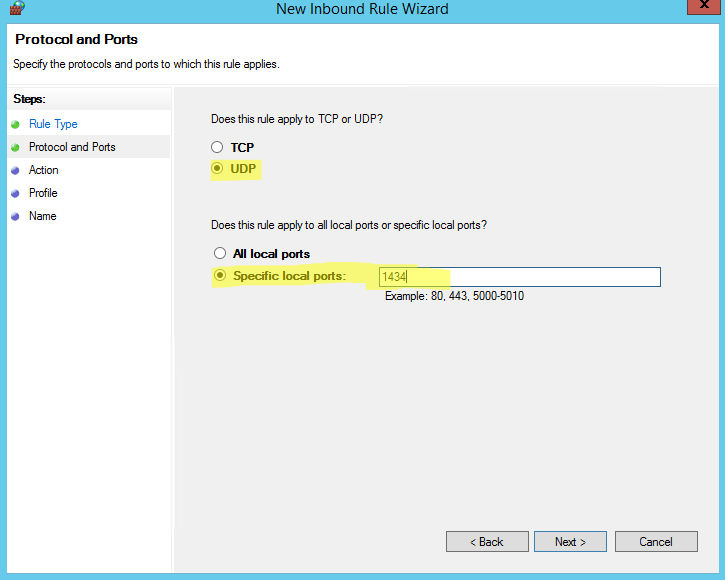 New Inbound Rule Wizard
X
Protocol and Ports
Specify the protocols and ports to which this rule applies.
Steps:
Rule Type
Protocol and Ports
Action
Profile
Name
Does this rule apply to TCP or UDP?
TCP
UDP
Does this rule apply to all local ports or specific local ports?
All local ports
Specific local ports: 1434
Example: 80, 443, 5000-5010
< Back Next > Cancel